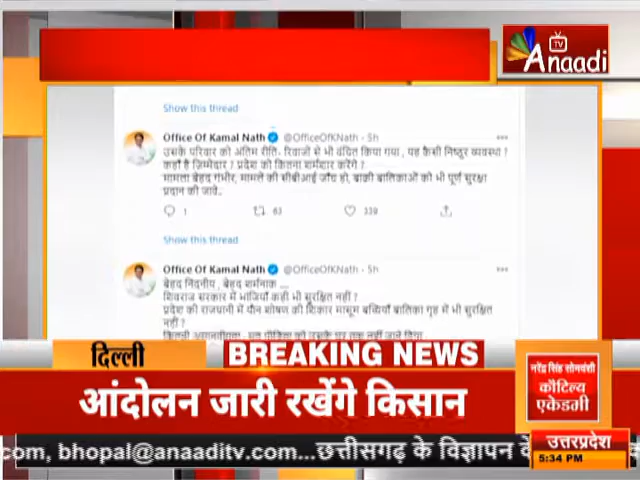 TV
Anaadi
Show this thread
Office Of Kamal Nath @OfficeOfKNath - 5h
उसके परिवार को अंतिम रीति- रिवाजों से भी वंचित किया गया , यह कैसी निष्ठुर व्यवस्था ?
कहाँ है ज़िम्मेदार ? प्रदेश को कितना शर्मशार करेंगे ?
मामला बेहद गंभीर, मामले की सीबीआई जाँच हो, बाक़ी बालिकाओं को भी पूर्ण सुरक्षा
प्रदान की जावे..
1 63 339
Show this thread
Office Of Kamal Nath @OfficeOfKNath - 5h
बेहद निंदनीय , बेहद शर्मनाक ....
शिवराज सरकार में भांजियाँ कही भी सुरक्षित नहीं ?
प्रदेश की राजधानी में यौन शोषण की शिकार मासूम बच्चियाँ बालिका गृह में भी सुरक्षित
नहीं ?
दिल्ली
BREAKING NEWS
आंदोलन जारी रखेंगे किसान
नरेंद्र सिंह सोनवंशी
कौटिल्य
एकेडमी
उत्तरप्रदेश
5:34 PM
com, bhopal@anaaditv.com...छत्तीसगढ़ के विज्ञापन के